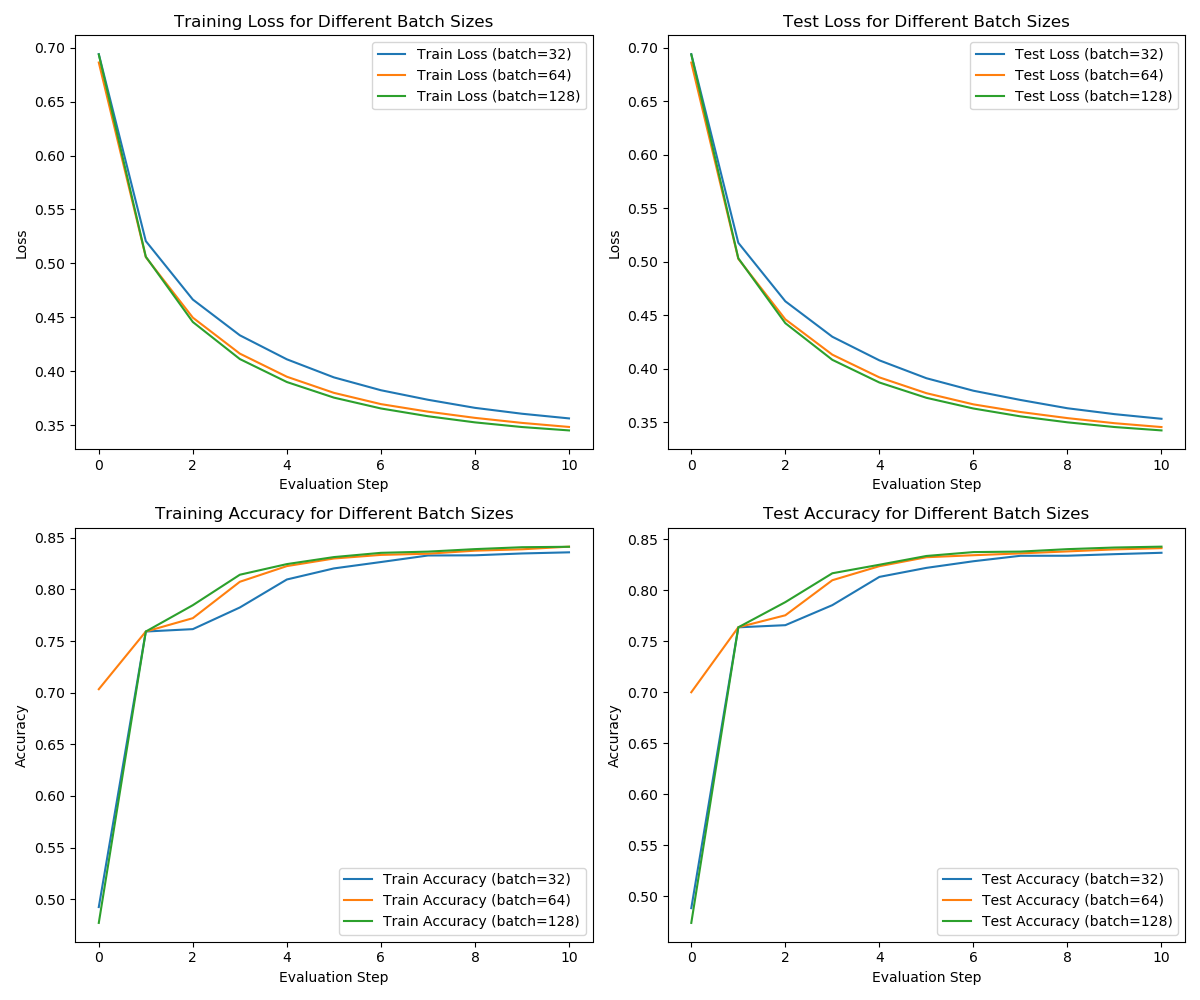 Training Loss for Different Batch Sizes
0.70
0.65
0.60
0.55
0.50
0.45
0.40
0.35
Loss
0 2 4 6 8 10
Evaluation Step
Train Loss (batch=32)
Train Loss (batch=64)
Train Loss (batch=128)
Test Loss for Different Batch Sizes
0.70
0.65
0.60
0.55
0.50
0.45
0.40
0.35
Loss
0 2 4 6 8 10
Evaluation Step
Test Loss (batch=32)
Test Loss (batch=64)
Test Loss (batch=128)
Training Accuracy for Different Batch Sizes
0.85
0.80
0.75
0.70
0.65
0.60
0.55
0.50
Accuracy
0 2 4 6 8 10
Evaluation Step
Train Accuracy (batch=32)
Train Accuracy (batch=64)
Train Accuracy (batch=128)
Test Accuracy for Different Batch Sizes
0.85
0.80
0.75
0.70
0.65
0.60
0.55
0.50
Accuracy
0 2 4 6 8 10
Evaluation Step
Test Accuracy (batch=32)
Test Accuracy (batch=64)
Test Accuracy (batch=128)